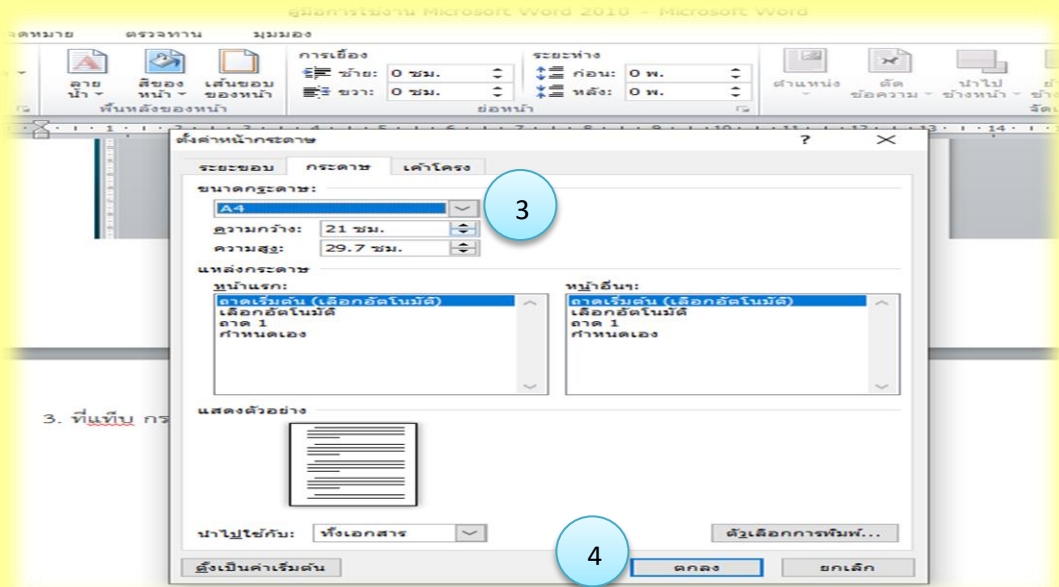 คู่มือการใช้งาน Microsoft Word 2010 - Microsoft Word
จดหมาย ตรวจทาน มุมมอง
การเยื้อง ระยะห่าง
ซ้าย: 0 ซม. ก่อน: 0 พ.
ขวา: 0 ซม. หลัง: 0 พ.
ลายน้ำ สีของหน้า เส้นขอบของหน้า ตำแหน่ง ตัดข้อความ นำไปข้างหน้า
พื้นหลังของหน้า ย่อหน้า
1 2 3 4 5 6 7 8 9 10 11 12 13 14
ตั้งค่าหน้ากระดาษ ?
ระยะขอบ กระดาษ เค้าโครง
ขนาดกระดาษ:
A4
3
ความกว้าง: 21 ซม.
ความสูง: 29.7 ซม.
แหล่งกระดาษ
หน้าแรก: หน้าอื่นๆ:
ถาดเริ่มต้น (เลือกอัตโนมัติ) ถาดเริ่มต้น (เลือกอัตโนมัติ)
เลือกอัตโนมัติ เลือกอัตโนมัติ
ถาด 1 ถาด 1
กำหนดเอง กำหนดเอง
แสดงตัวอย่าง
3. ที่แท็บ กร
นำไปใช้กับ: ทั้งเอกสาร ตัวเลือกการพิมพ์...
4
ตั้งเป็นค่าเริ่มต้น ตกลง ยกเลิก